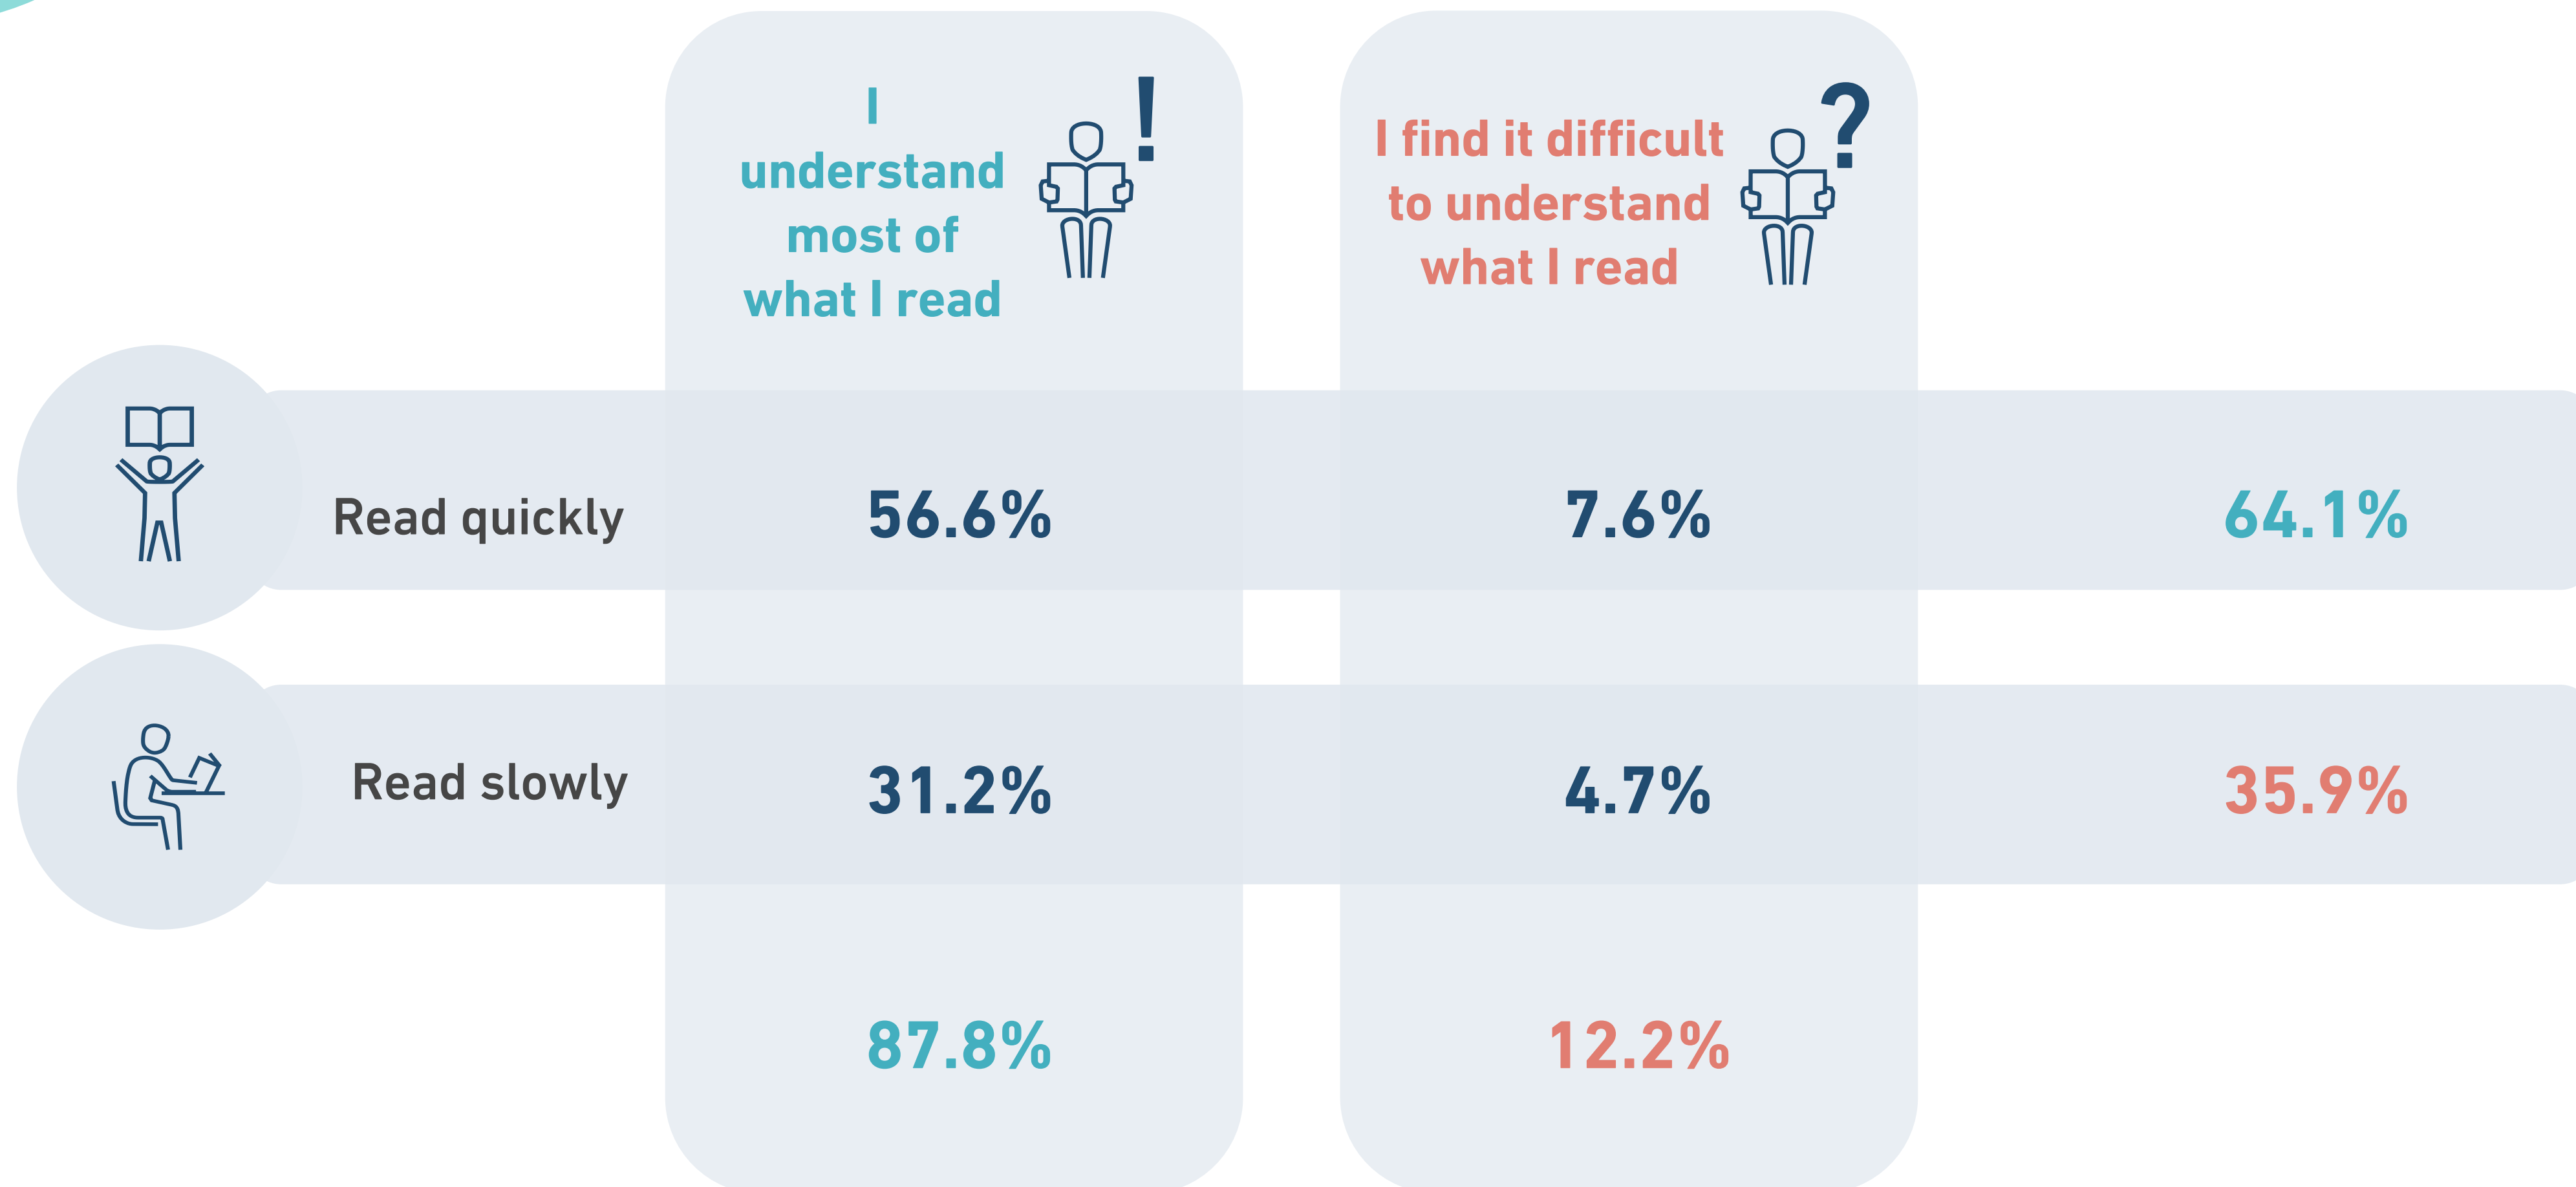 I
understand
most of
what I read
!
I find it difficult
to understand
what I read
?
Read quickly 56.6% 7.6% 64.1%
Read slowly 31.2% 4.7% 35.9%
87.8% 12.2%